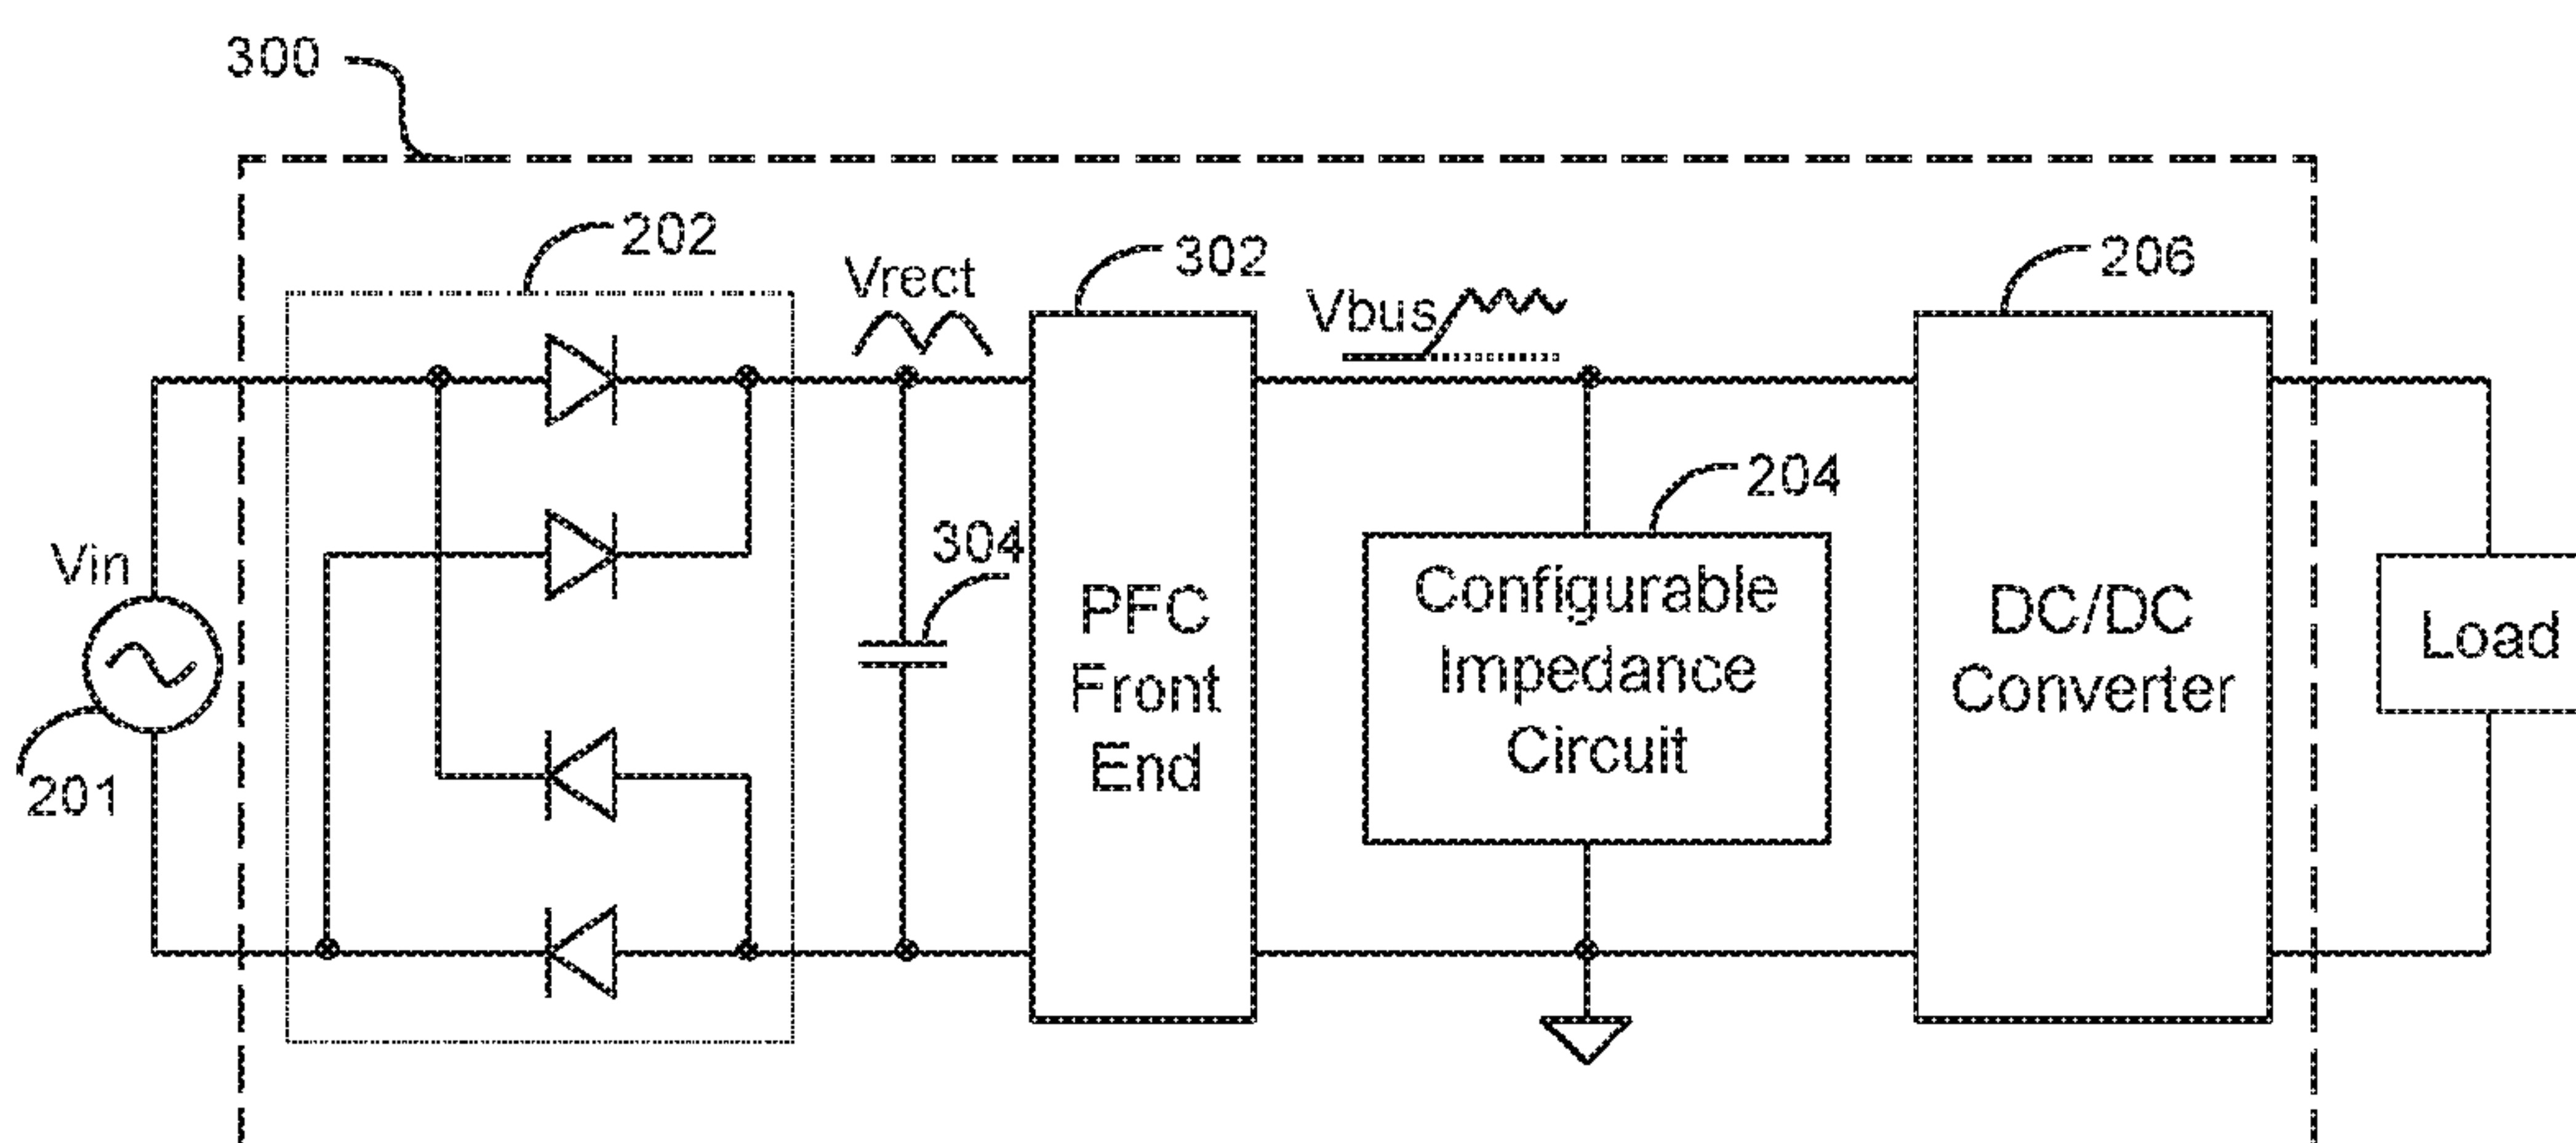 300
202
Vrect
302
Vbus
206
204
304
Vin
201
PFC
Front
End
Configurable
Impedance
Circuit
DC/DC
Converter
Load